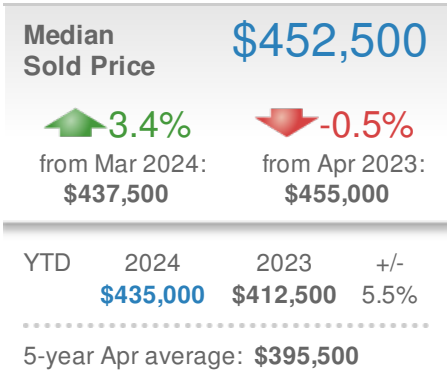 Median $452,500
Sold Price
3.4% -0.5%
from Mar 2024: from Apr 2023:
$437,500 $455,000
YTD 2024 2023 +/-
$435,000 $412,500 5.5%
5-year Apr average: $395,500